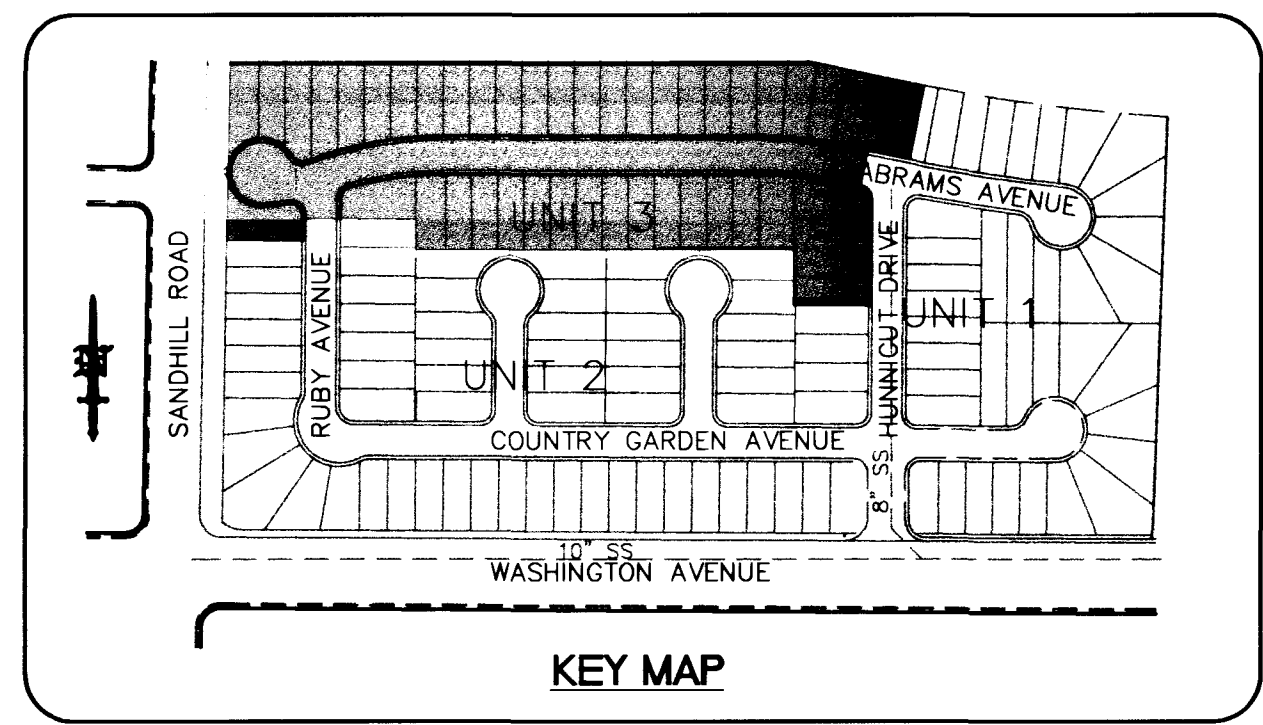 ABRAMS AVENUE
UNIT 3
SANDHILL ROAD
RUBY AVENUE
HUNNICUT DRIVE
UNIT 1
UNIT 2
COUNTRY GARDEN AVENUE
8" SS
10" SS
WASHINGTON AVENUE
KEY MAP